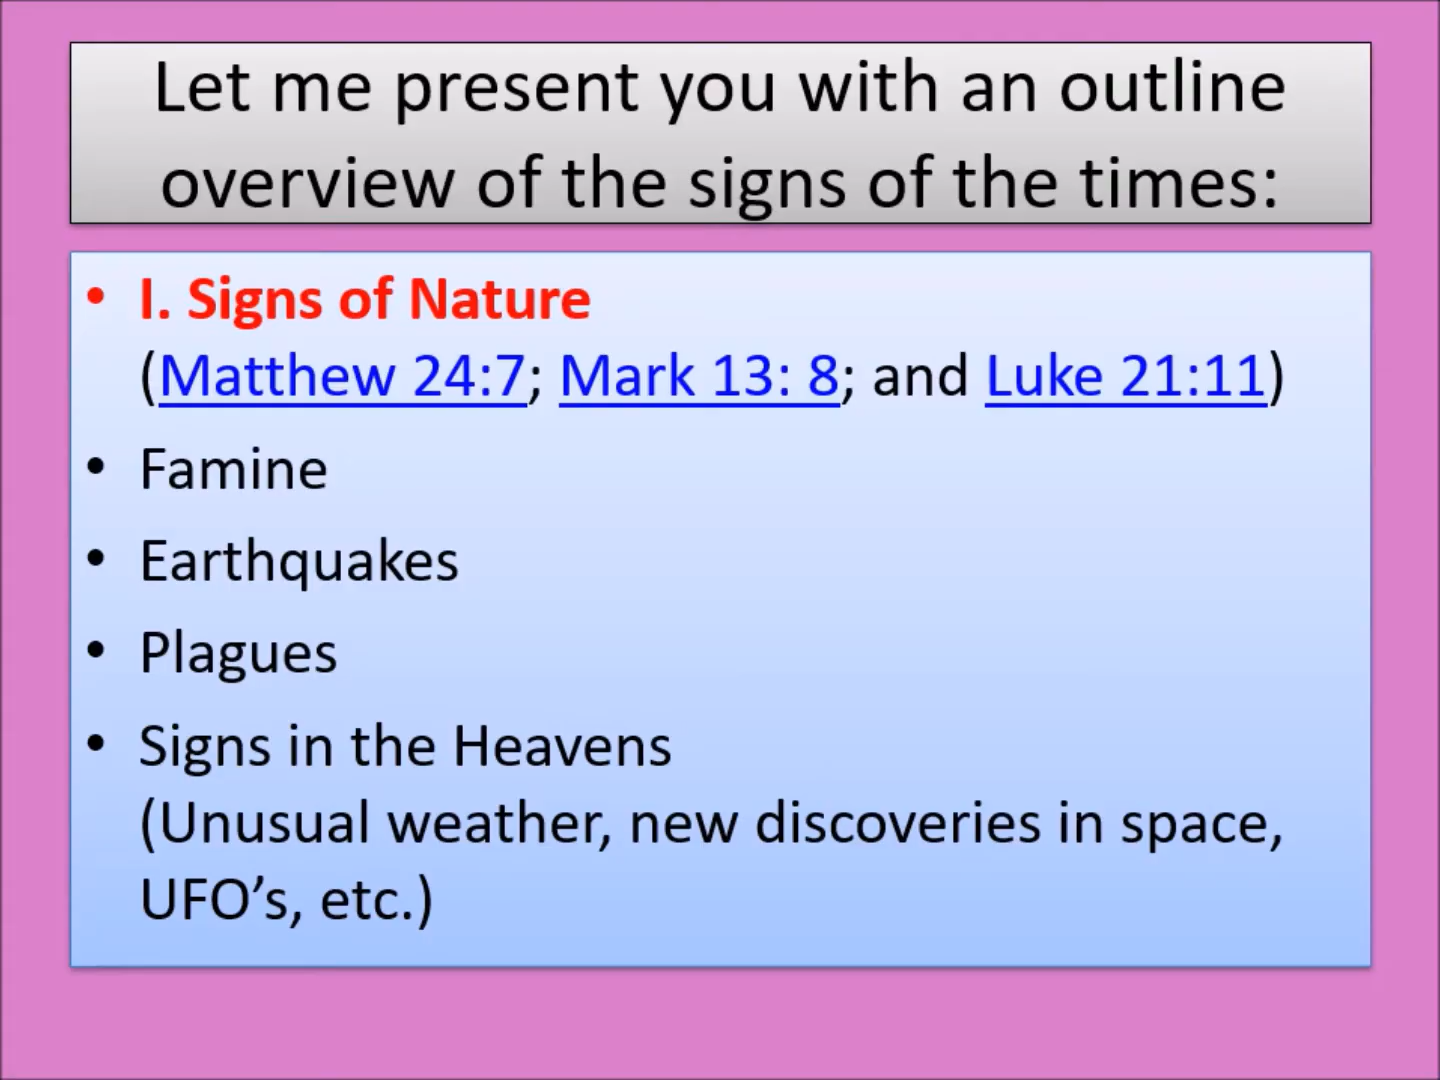 Let me present you with an outline
overview of the signs of the times:
• I. Signs of Nature
(Matthew 24:7; Mark 13: 8; and Luke 21:11)
• Famine
• Earthquakes
• Plagues
• Signs in the Heavens
(Unusual weather, new discoveries in space,
UFO’s, etc.)